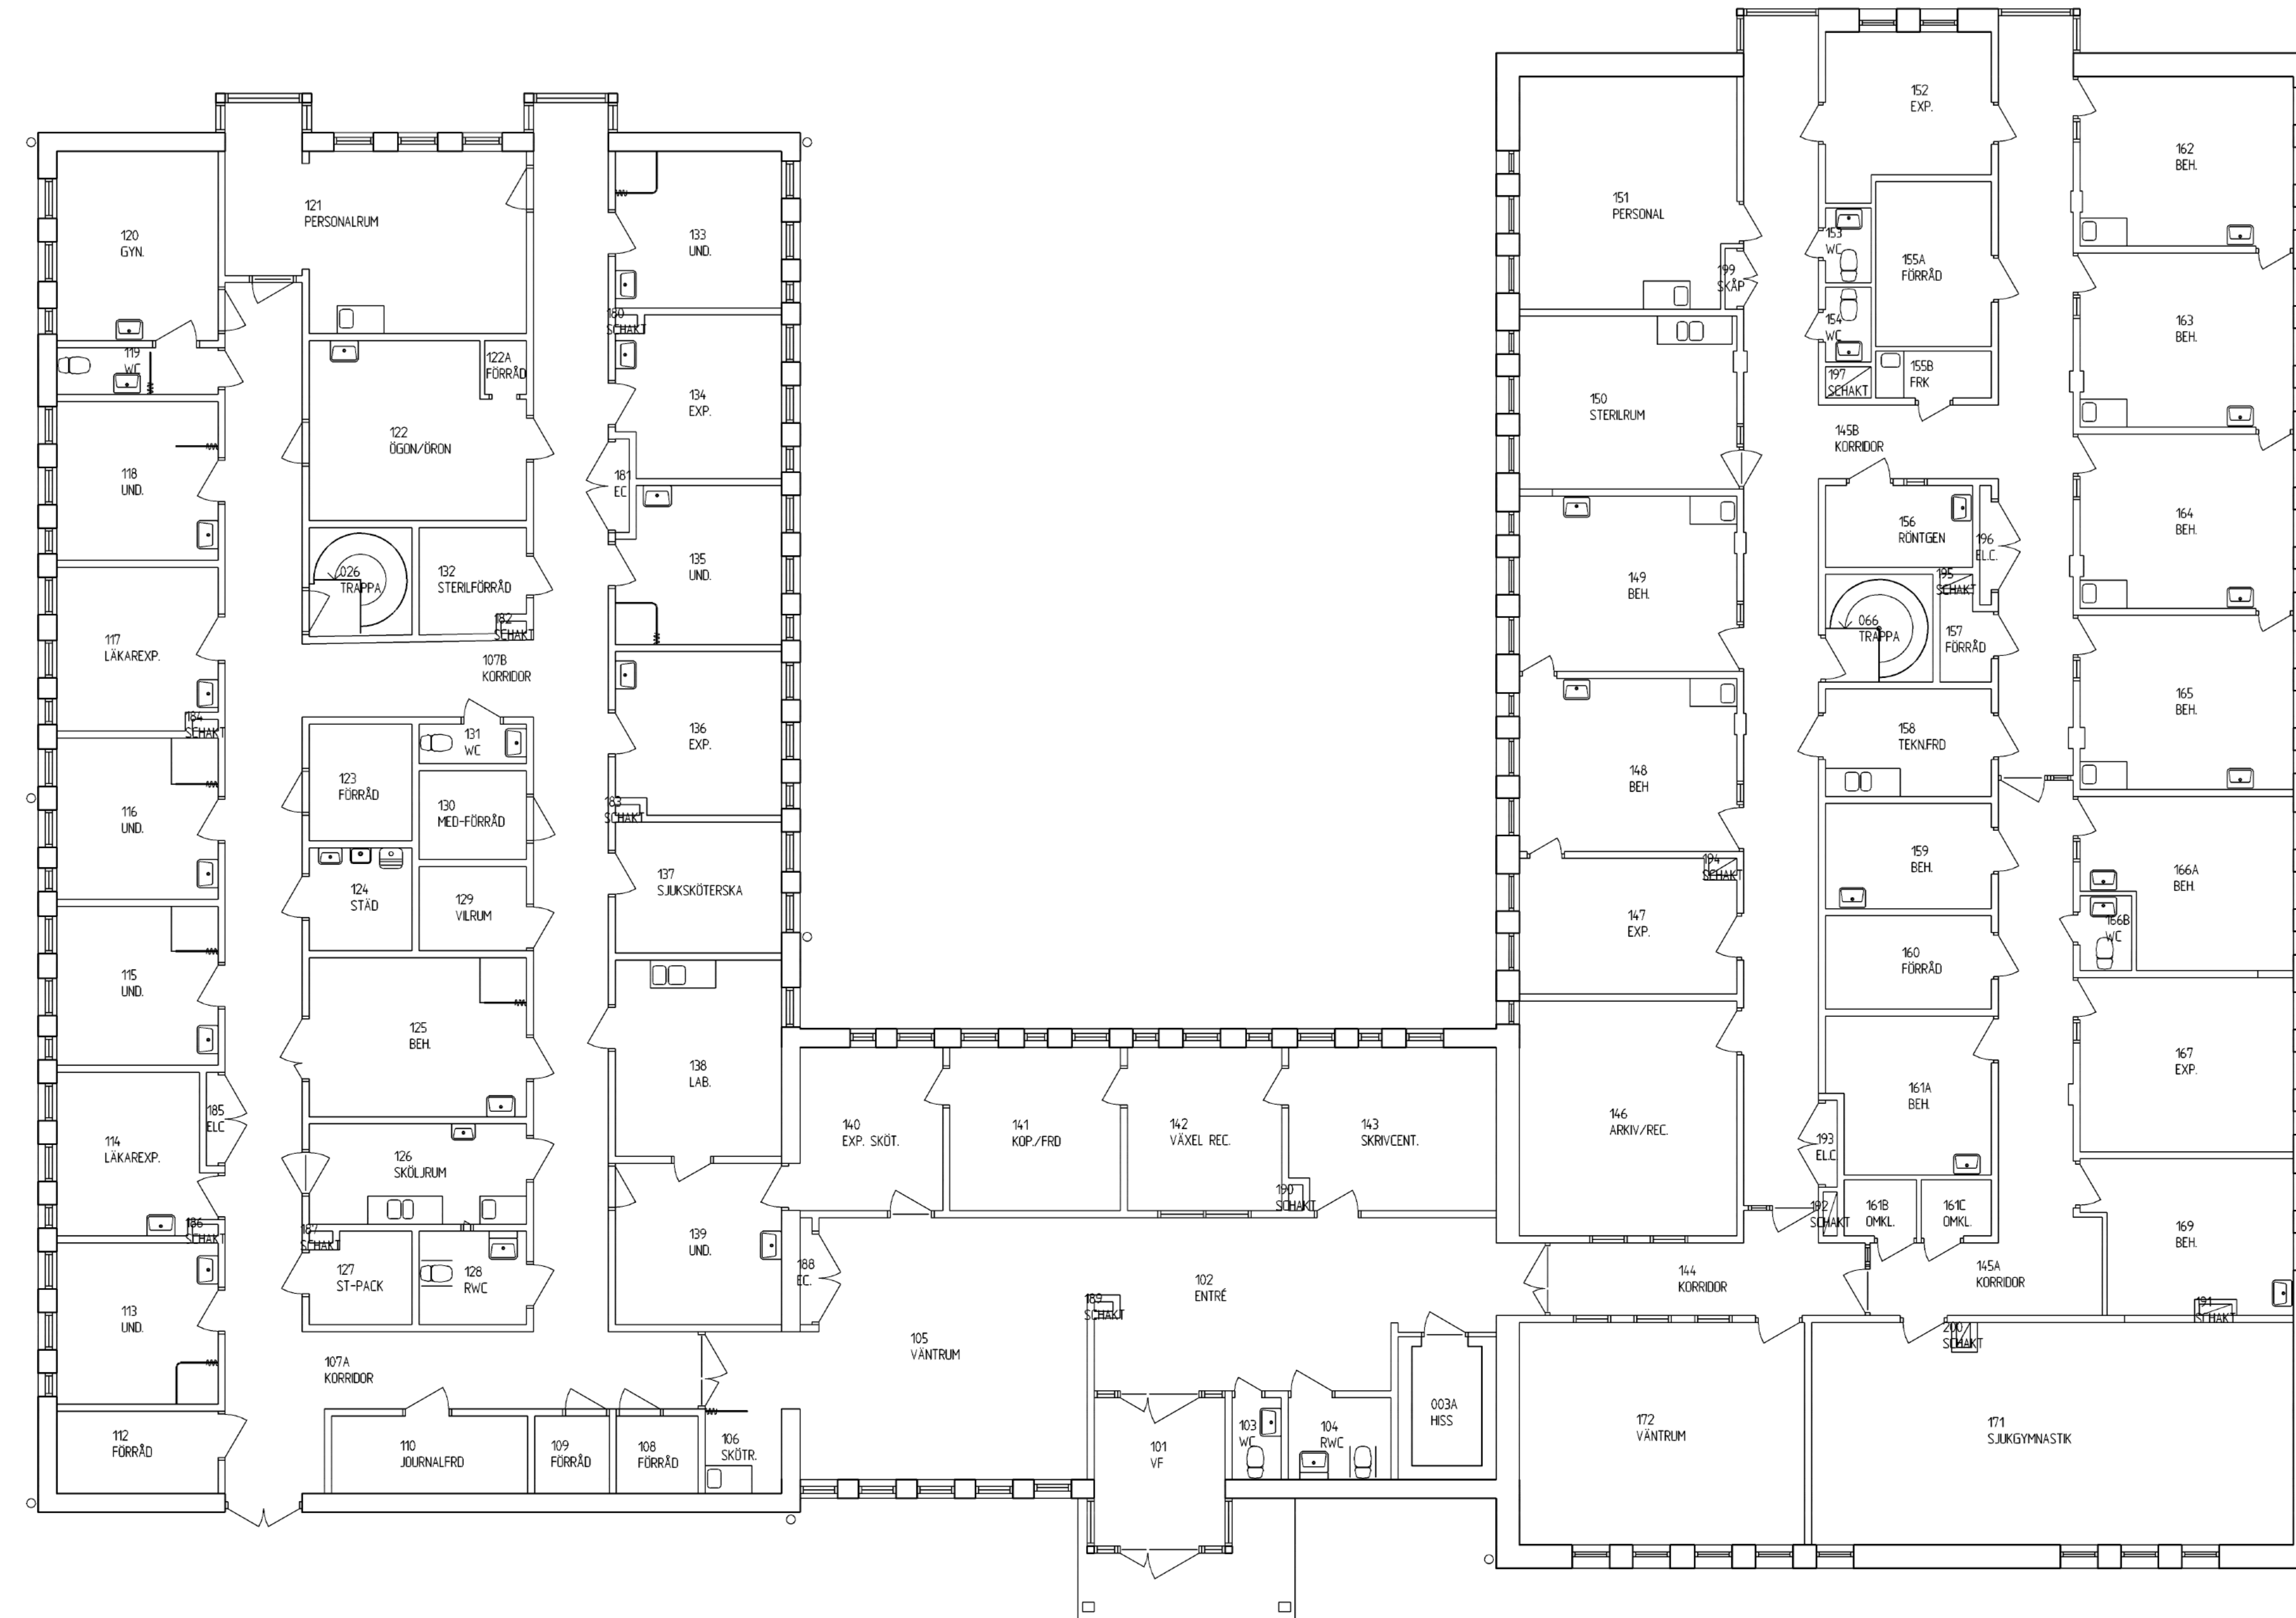 152
EXP.
162
BEH.
121
PERSONALRUM
151
PERSONAL
120
GYN.
133
UND.
153
WC
155A
FÖRRÅD
199
SKÅP
180
SCHAKT
154
WC
163
BEH.
119
WC
122A
FÖRRÅD
155B
FRK
197
SCHAKT
134
EXP.
150
STERILRUM
122
ÖGON/ÖRON
145B
KORRIDOR
118
UND.
181
EC
164
BEH.
156
RÖNTGEN
196
EL.C.
135
UND.
026
TRAPPA
132
STERILFÖRRÅD
149
BEH.
195
SCHAKT
182
SCHAKT
066
TRAPPA
157
FÖRRÅD
117
LÄKAREXP.
107B
KORRIDOR
165
BEH.
184
SCHAKT
131
WC
136
EXP.
158
TEKN.FRD
123
FÖRRÅD
148
BEH
130
MED-FÖRRÅD
116
UND.
183
SCHAKT
159
BEH.
194
SCHAKT
166A
BEH.
137
SJUKSKÖTERSKA
124
STÄD
129
VILRUM
147
EXP.
166B
WC
160
FÖRRÅD
115
UND.
125
BEH.
167
EXP.
138
LAB.
161A
BEH.
185
ELC
140
EXP. SKÖT.
141
KOP./FRD
142
VÄXEL REC.
143
SKRIVCENT.
146
ARKIV/REC.
114
LÄKAREXP.
193
EL.C
126
SKÖLJRUM
190
SCHAKT
192
SCHAKT
161B
OMKL.
161C
OMKL.
186
SCHAKT
187
SCHAKT
139
UND.
169
BEH.
127
ST-PACK
128
RWC
188
EC.
102
ENTRÉ
144
KORRIDOR
145A
KORRIDOR
113
UND.
189
SCHAKT
191
SCHAKT
200
SCHAKT
105
VÄNTRUM
107A
KORRIDOR
003A
HISS
112
FÖRRÅD
110
JOURNALFRD
109
FÖRRÅD
108
FÖRRÅD
106
SKÖTR.
101
VF
103
WC
104
RWC
172
VÄNTRUM
171
SJUKGYMNASTIK